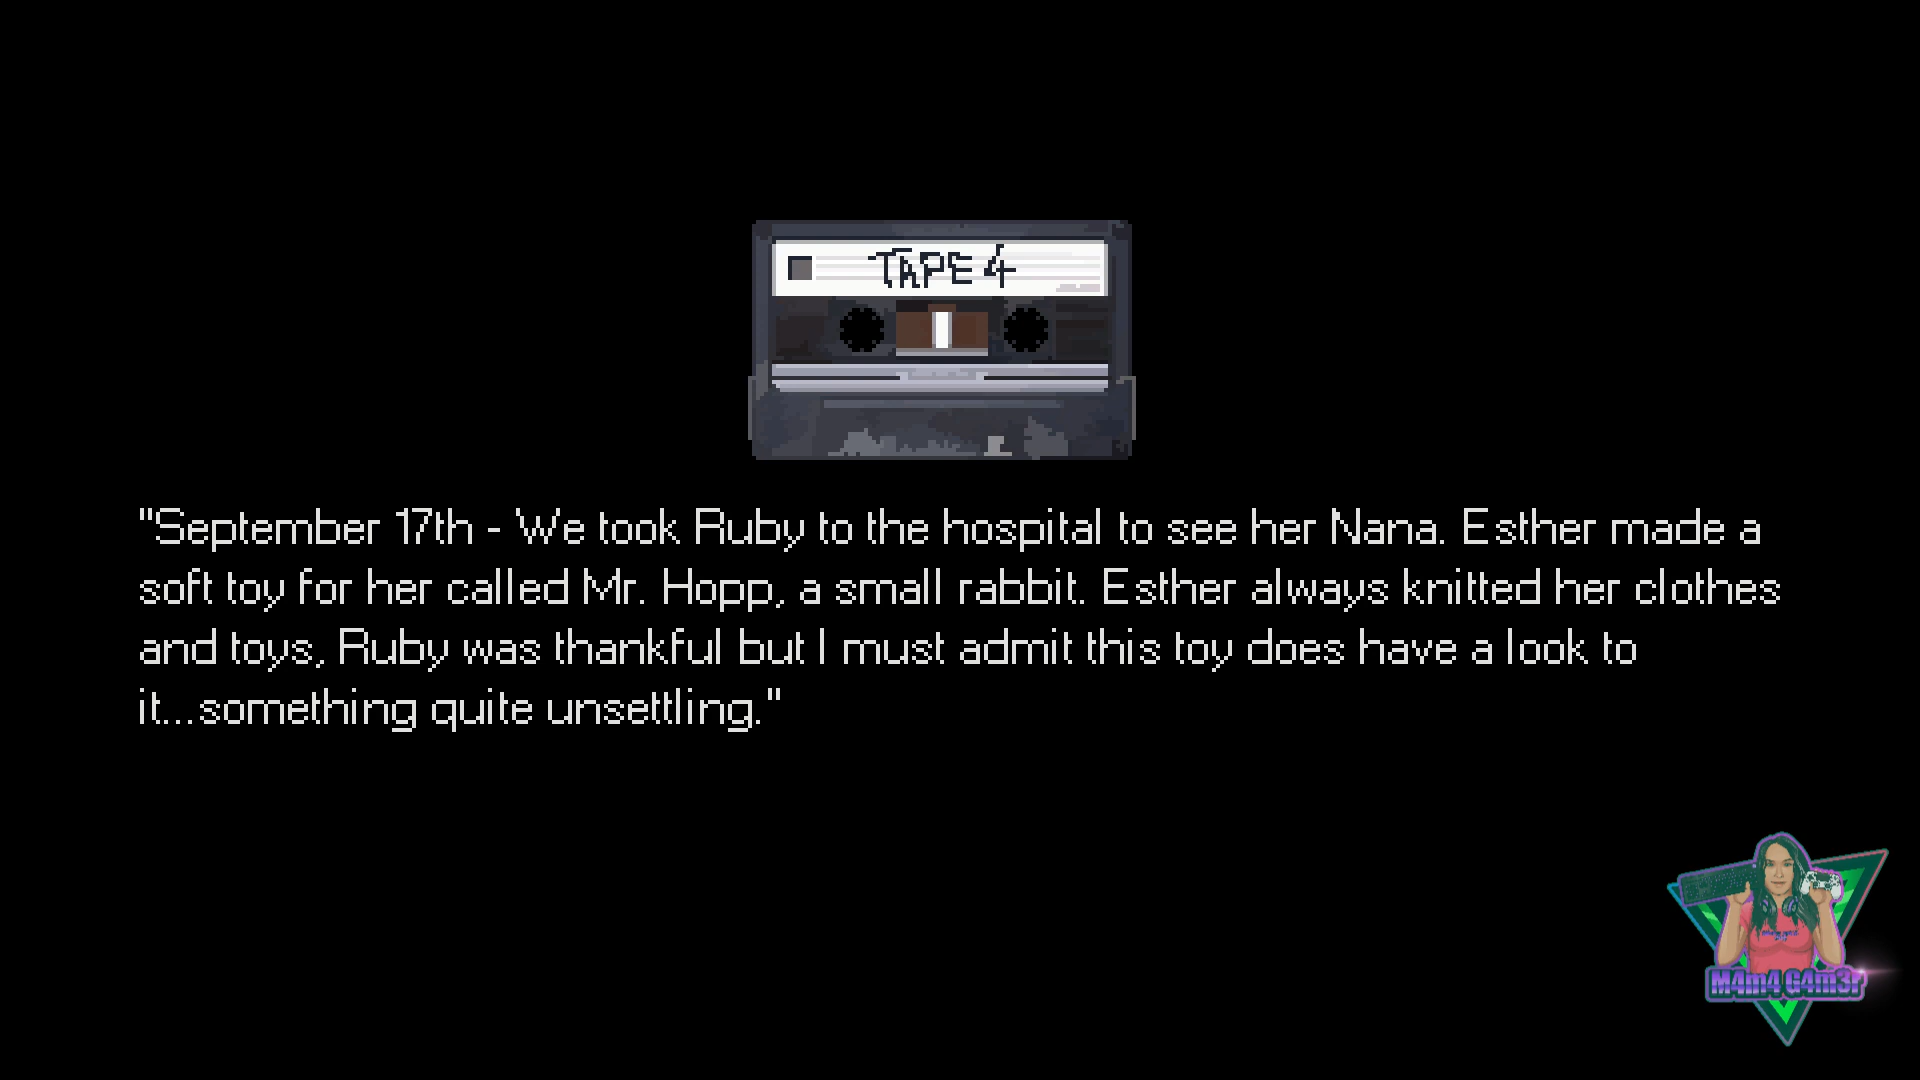 TAPE 4
"September 17th - We took Ruby to the hospital to see her Nana. Esther made a
soft toy for her called Mr. Hopp, a small rabbit. Esther always knitted her clothes
and toys, Ruby was thankful but I must admit this toy does have a look to
it...something quite unsettling."
M4m4 G4m3r